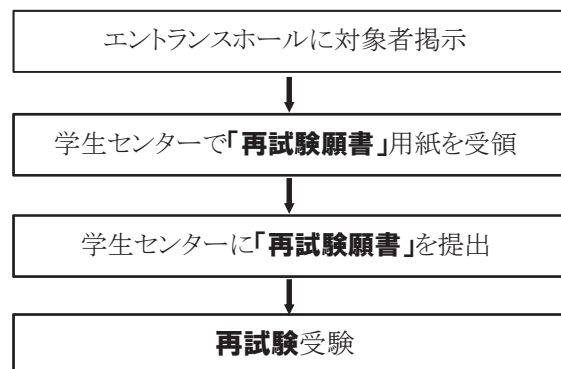 エントランスホールに対象者掲示
学生センターで「再試験願書」用紙を受領
学生センターに「再試験願書」を提出
再試験受験